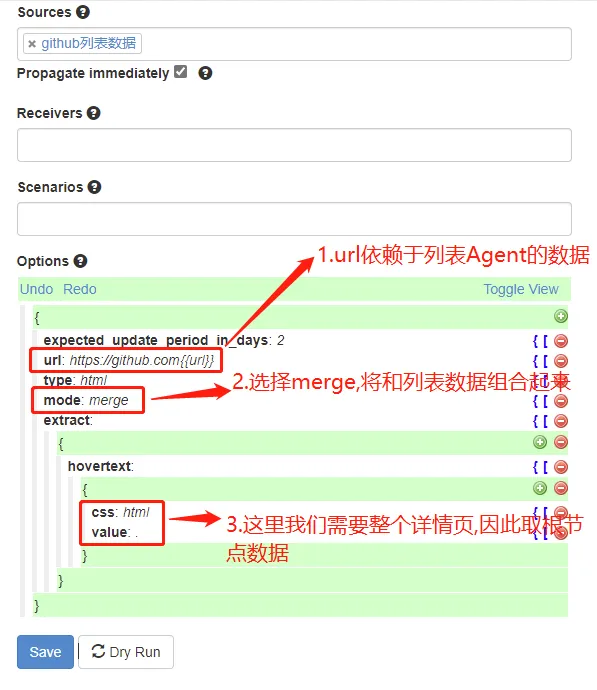 Sources
× github列表数据
Propagate immediately
Receivers
Scenarios
1.url依赖于列表Agent的数据
Options
Undo Redo Toggle View
{
expected_update_period_in_days: 2 { [
url: https://github.com{{url}} { [
type: html { [
2.选择merge,将和列表数据组合起来
mode: merge { [
extract: { [
{
hovertext: { [
{
css: html { [
value: . { [
3.这里我们需要整个详情页,因此取根节
点数据
}
}
}
Save Dry Run